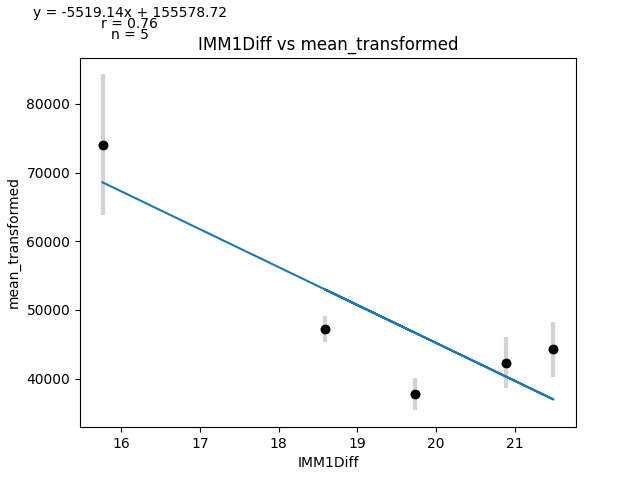 y = -5519.14x + 155578.72
r = 0.76
n = 5
IMM1Diff vs mean_transformed
80000
70000
60000
50000
40000
mean_transformed
16 17 18 19 20 21
IMM1Diff